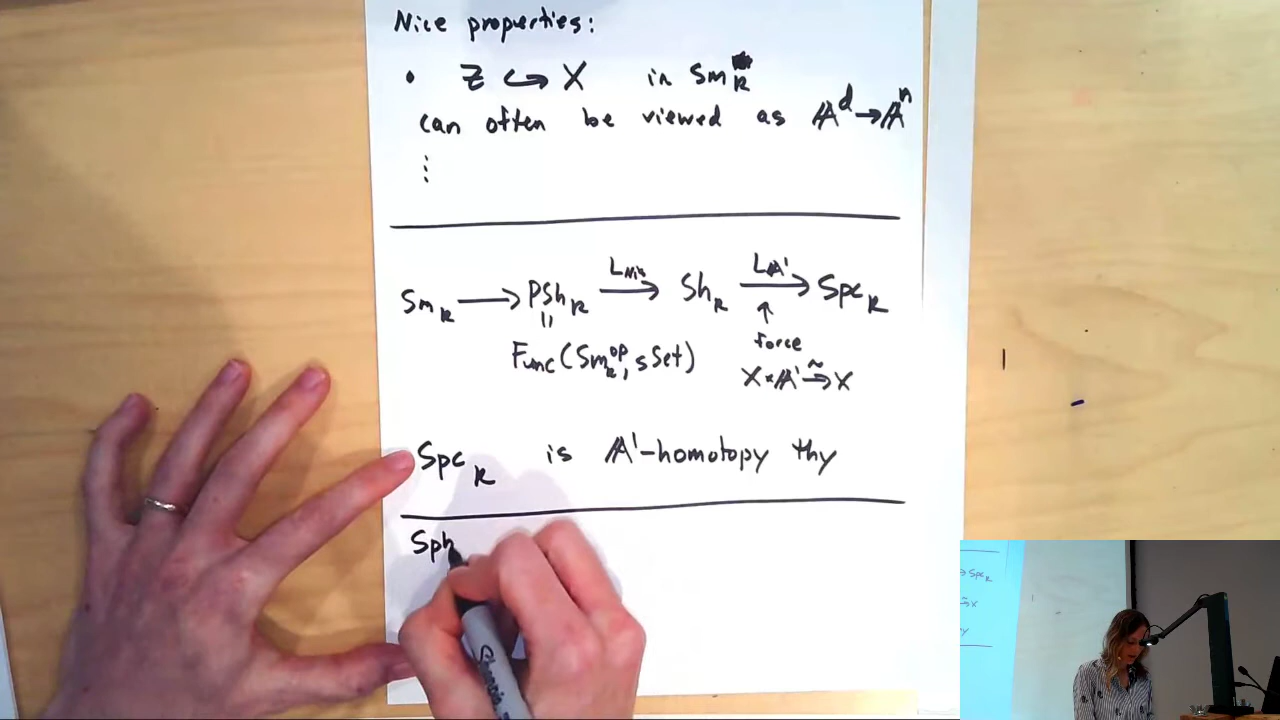 Nice properties:
• Z ↪ X in Sm_k
can often be viewed as 𝔸^d → 𝔸^n
⋮
Sm_k → PSh_k —L_Nis→ Sh_k —L_𝔸¹→ Spc_k
|| ↑
Func(Sm_k^op, sSet) force
X × 𝔸¹ ~→ X
Spc_k is 𝔸¹-homotopy thy
Sph